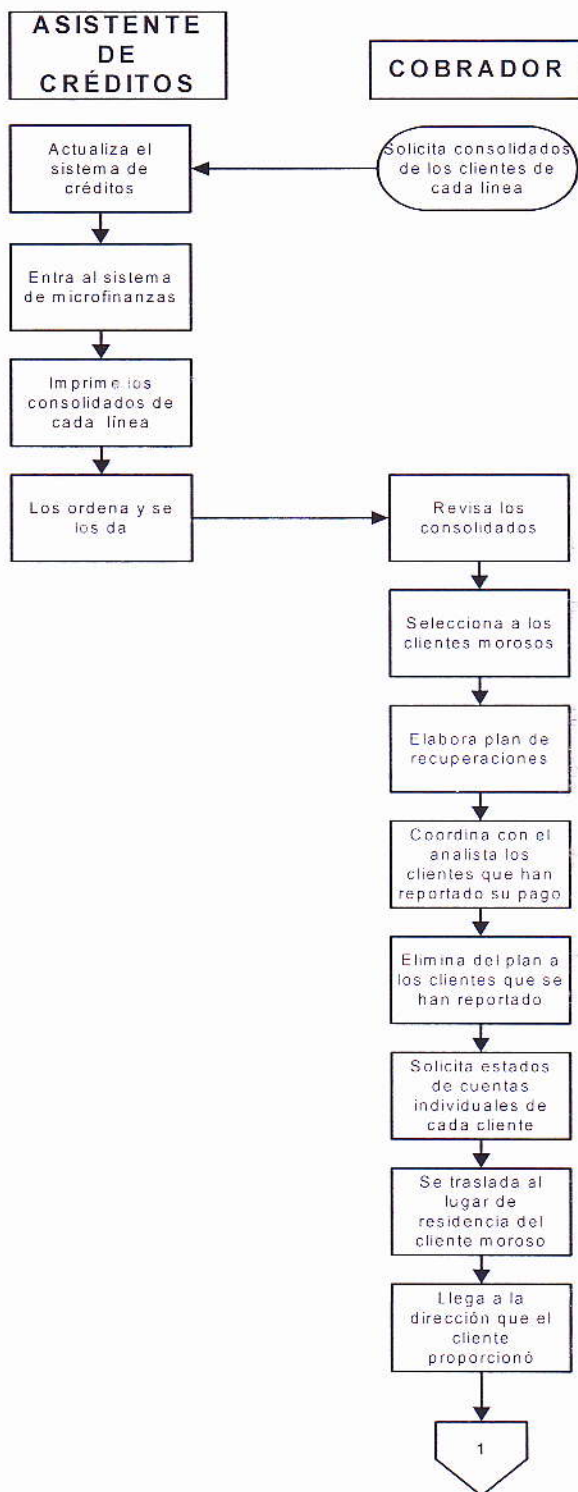 ASISTENTE
DE
CRÉDITOS
COBRADOR
Actualiza el
sistema de
créditos
Solicita consolidados
de los clientes de
cada línea
Entra al sistema
de microfinanzas
Imprime los
consolidados de
cada línea
Los ordena y se
los da
Revisa los
consolidados
Selecciona a los
clientes morosos
Elabora plan de
recuperaciones
Coordina con el
analista los
clientes que han
reportado su pago
Elimina del plan a
los clientes que se
han reportado
Solicita estados
de cuentas
individuales de
cada cliente
Se traslada al
lugar de
residencia del
cliente moroso
Llega a la
dirección que el
cliente
proporcionó
1